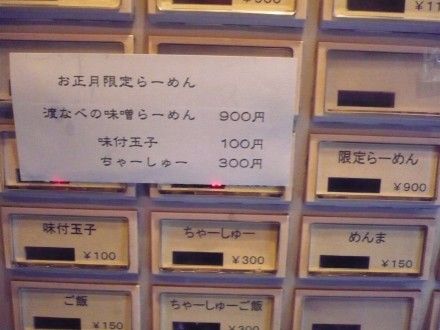 お正月限定らーめん
渡なべの味噌らーめん 900円
味付玉子 100円
ちゃーしゅー 300円
限定らーめん
¥900
味付玉子
¥100
ちゃーしゅー
¥300
めんま
¥150
ご飯
¥150
ちゃーしゅーご飯
¥300